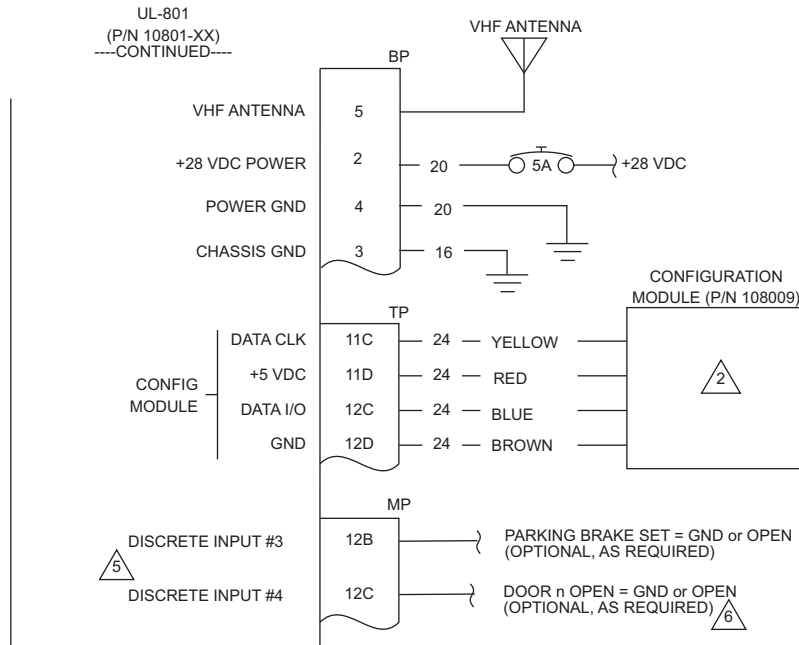 UL-801
(P/N 10801-XX)
----CONTINUED----
VHF ANTENNA
BP
VHF ANTENNA 5
+28 VDC POWER 2 20 5A +28 VDC
POWER GND 4 20
CHASSIS GND 3 16
CONFIGURATION
MODULE (P/N 108009)
TP
DATA CLK 11C 24 YELLOW
+5 VDC 11D 24 RED
CONFIG
MODULE
DATA I/O 12C 24 BLUE
GND 12D 24 BROWN
2
MP
DISCRETE INPUT #3 12B PARKING BRAKE SET = GND or OPEN
(OPTIONAL, AS REQUIRED)
5
DISCRETE INPUT #4 12C DOOR n OPEN = GND or OPEN
(OPTIONAL, AS REQUIRED) 6